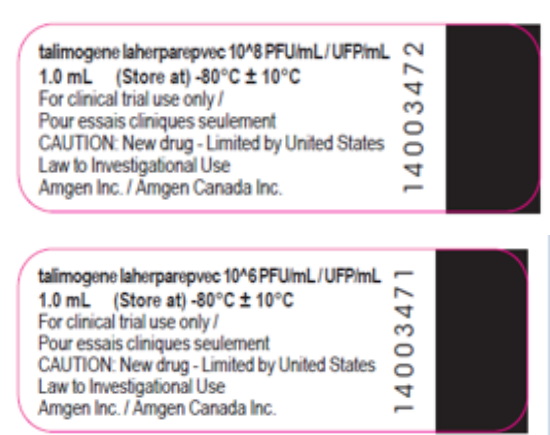 talimogene laherparepvec 10^8 PFU/mL / UFP/mL
1.0 mL (Store at) -80°C ± 10°C
For clinical trial use only /
Pour essais cliniques seulement
CAUTION: New drug - Limited by United States
Law to Investigational Use
Amgen Inc. / Amgen Canada Inc.
14003472
talimogene laherparepvec 10^6 PFU/mL / UFP/mL
1.0 mL (Store at) -80°C ± 10°C
For clinical trial use only /
Pour essais cliniques seulement
CAUTION: New drug - Limited by United States
Law to Investigational Use
Amgen Inc. / Amgen Canada Inc.
14003471